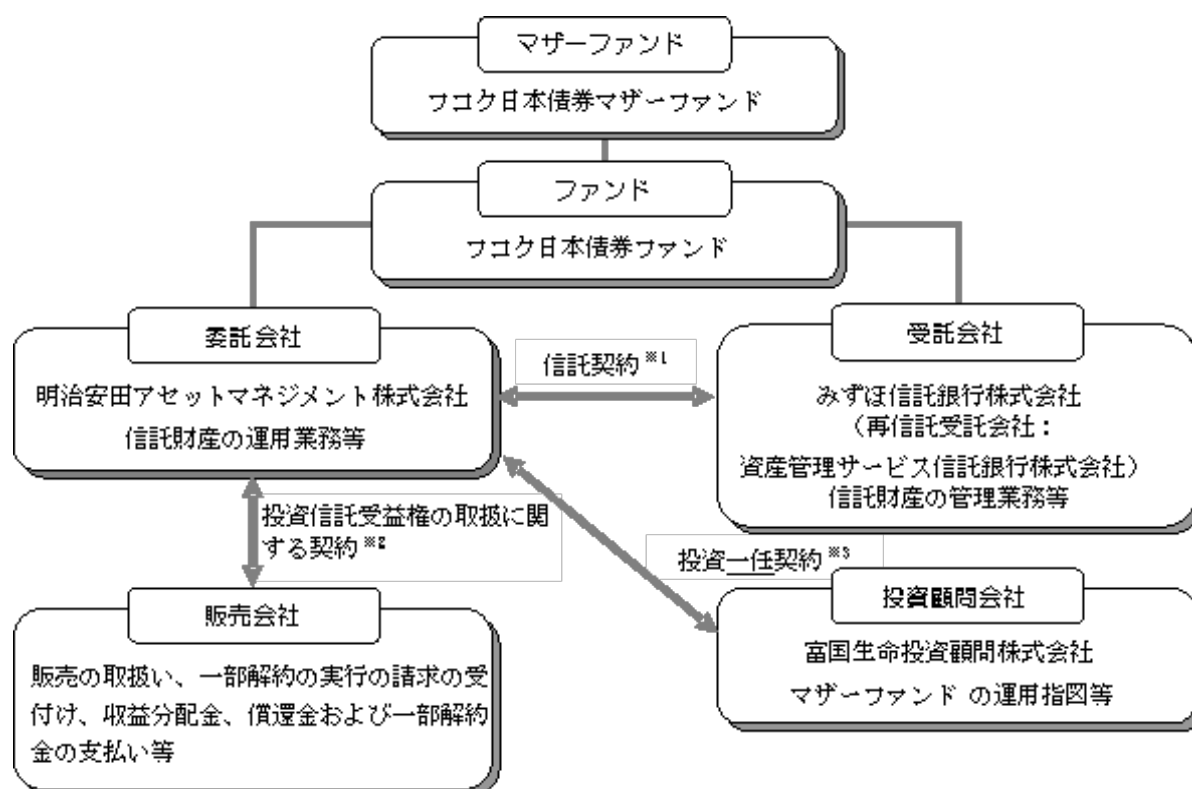 マザーファンド
フコク日本債券マザーファンド
ファンド
フコク日本債券ファンド
委託会社
明治安田アセットマネジメント株式会社
信託財産の運用業務等
信託契約※1
受託会社
みずほ信託銀行株式会社
（再信託受託会社：
資産管理サービス信託銀行株式会社）
信託財産の管理業務等
投資信託受益権の取扱に関
する契約※2
投資一任契約※3
販売会社
販売の取扱い、一部解約の実行の請求の受
付け、収益分配金、償還金および一部解約
金の支払い等
投資顧問会社
富国生命投資顧問株式会社
マザーファンド の運用指図等